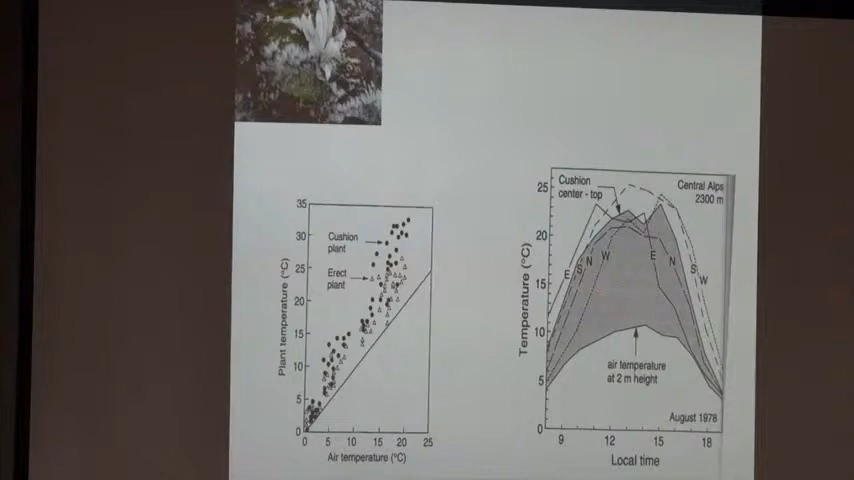 35
30
25
20
15
10
5
0
Cushion
plant
Erect
plant
Plant temperature (°C)
0 5 10 15 20 25
Air temperature (°C)
25
20
15
10
5
0
Cushion
center - top
Central Alps
2300 m
E S N W E N S W
Temperature (°C)
air temperature
at 2 m height
August 1978
9 12 15 18
Local time